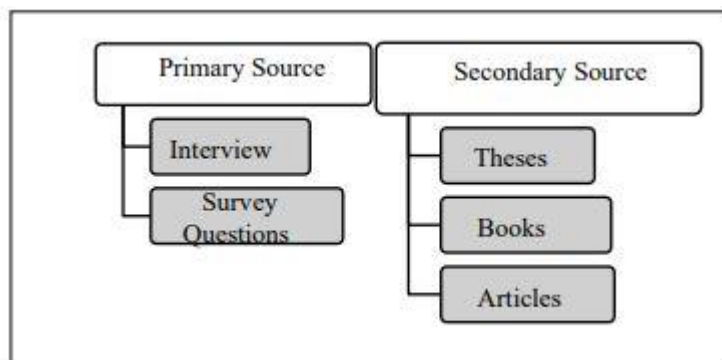 Primary Source
Interview
Survey
Questions
Secondary Source
Theses
Books
Articles